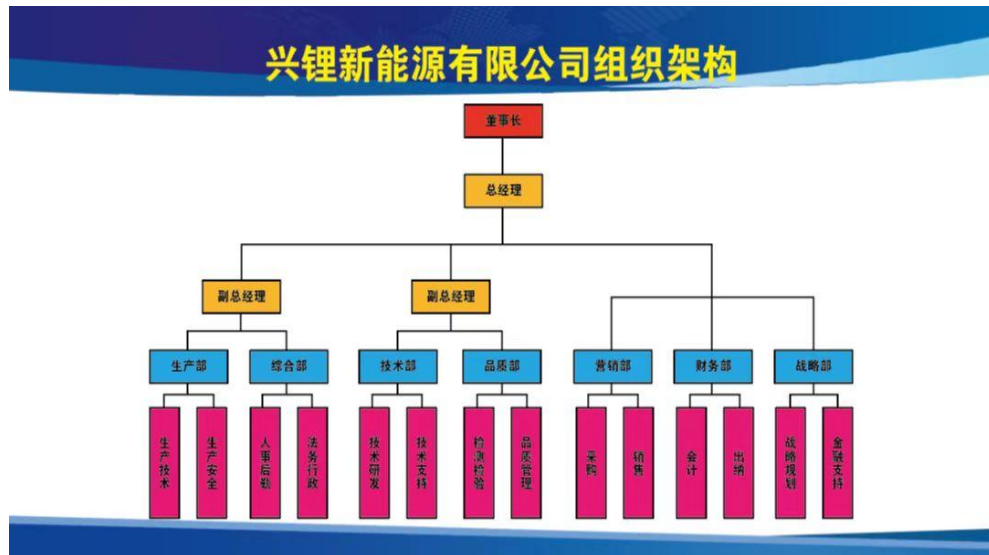 兴锂新能源有限公司组织架构
董事长
总经理
副总经理
副总经理
生产部
综合部
技术部
品质部
营销部
财务部
战略部
生产技术
生产安全
人事后勤
法务行政
技术研发
技术支持
检测检验
品质管理
采购
销售
会计
出纳
战略规划
金融支持